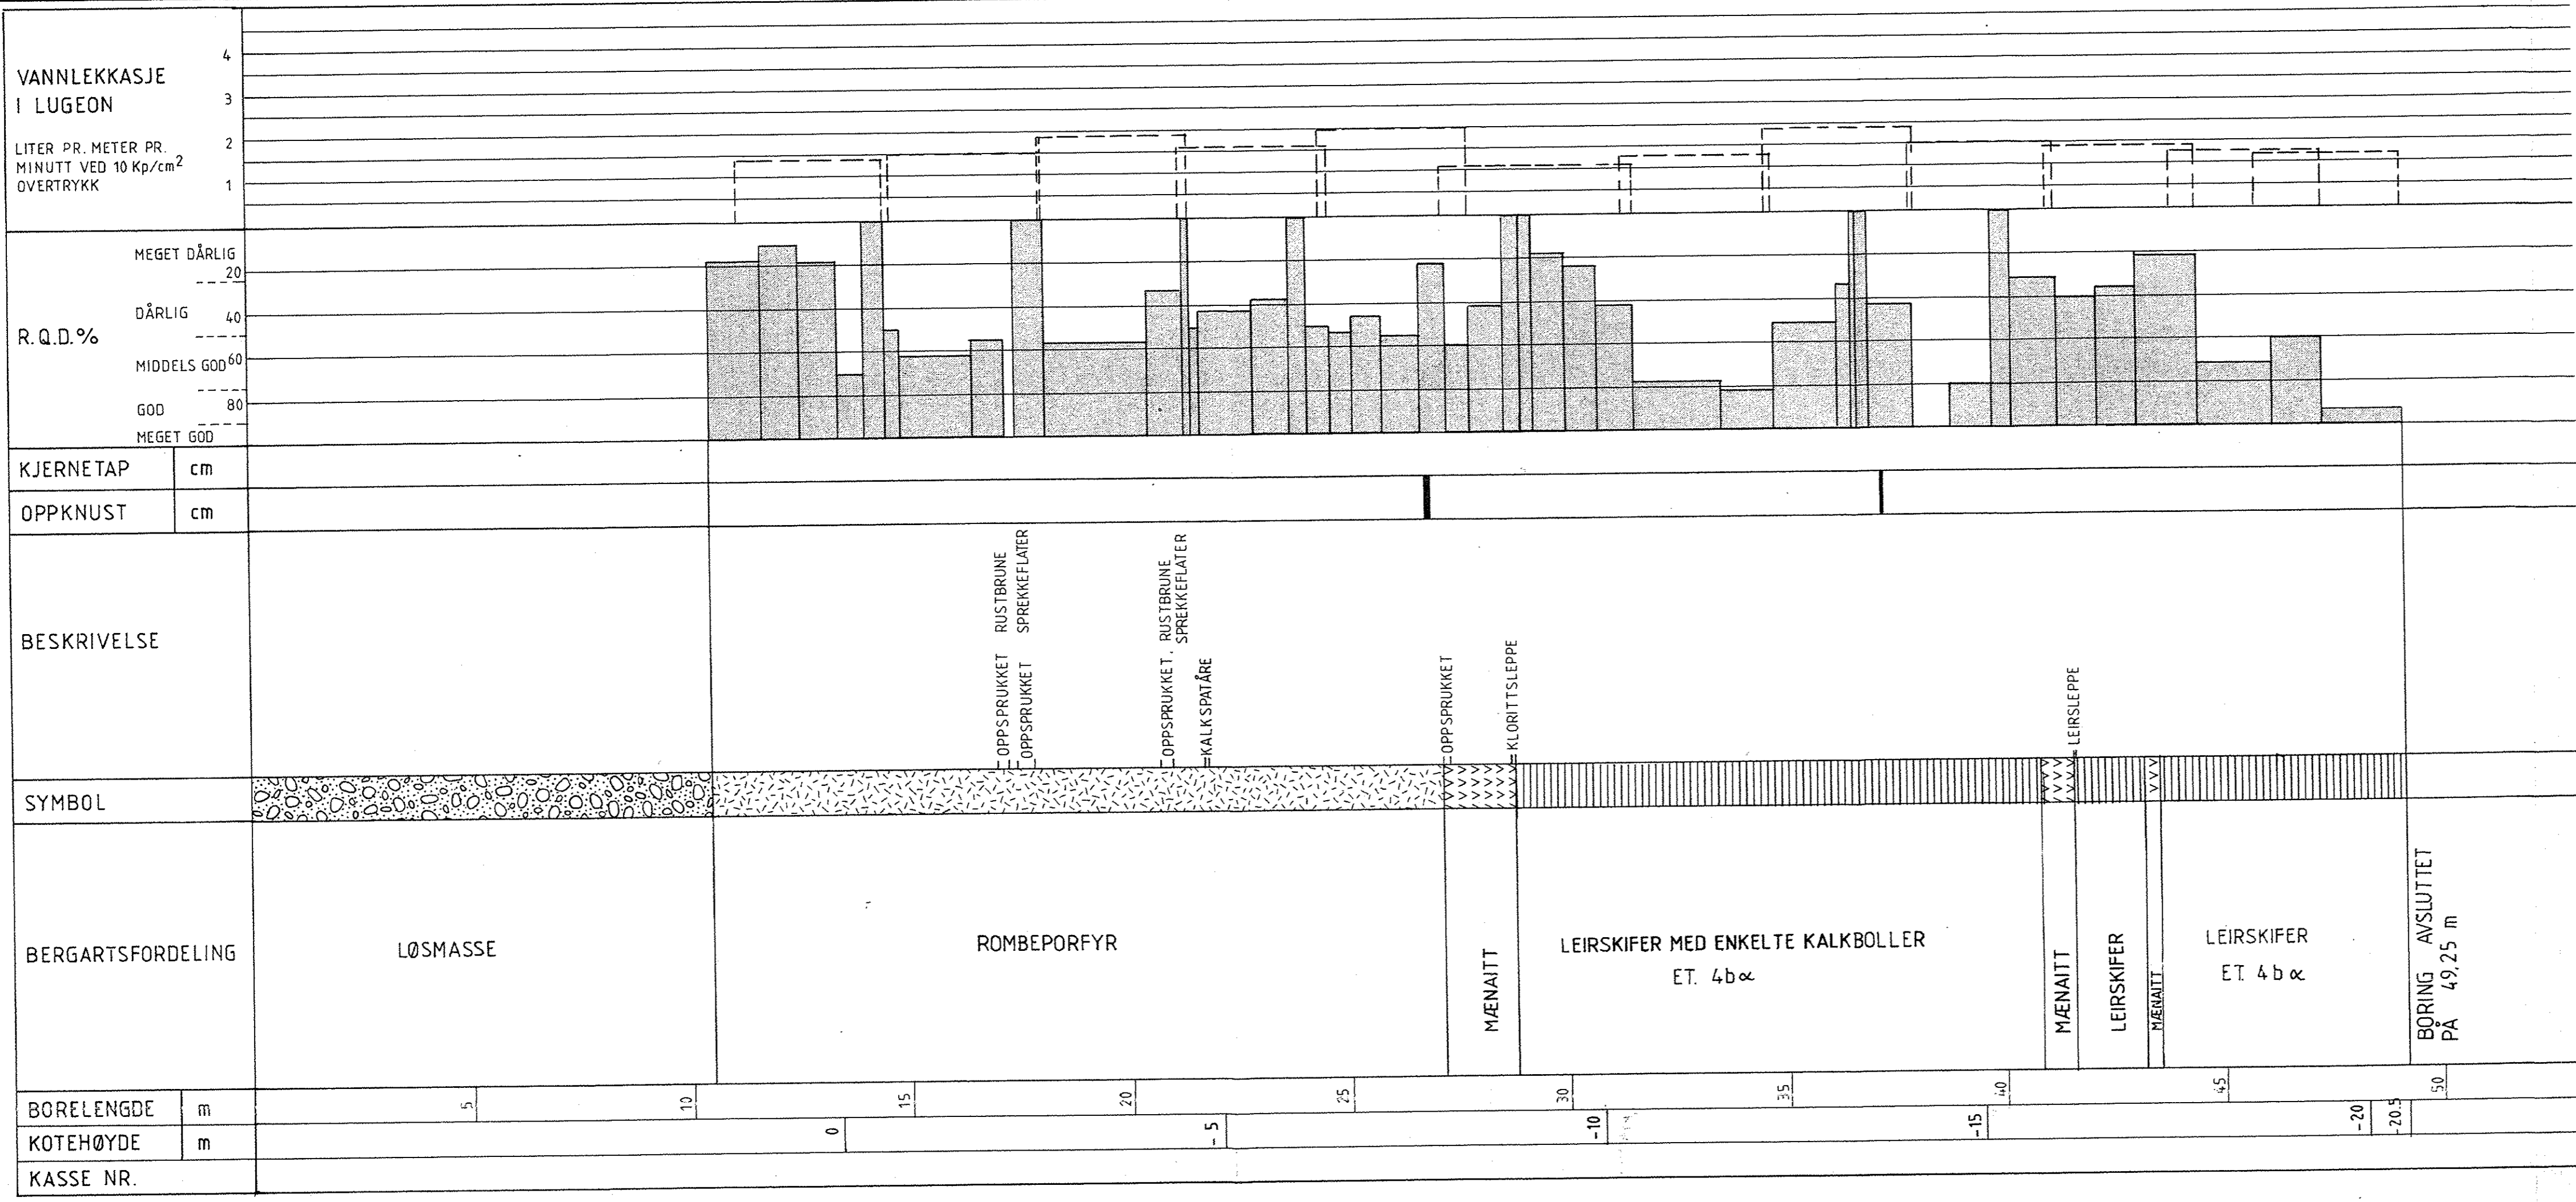 VANNLEKKASJE
I LUGEON
LITER PR. METER PR.
MINUTT VED 10 Kp/cm²
OVERTRYKK
4
3
2
1
R.Q.D.%
MEGET DÅRLIG
20
DÅRLIG
40
MIDDELS GOD 60
GOD
80
MEGET GOD
KJERNETAP cm
OPPKNUST cm
BESKRIVELSE
OPPSPRUKKET RUSTBRUNE
OPPSPRUKKET SPREKKEFLATER
OPPSPRUKKET, RUSTBRUNE
SPREKKEFLATER
KALKSPATÅRE
OPPSPRUKKET
KLORITTSLEPPE
LEIRSLEPPE
SYMBOL
BERGARTSFORDELING
LØSMASSE
ROMBEPORFYR
MÆNAITT
LEIRSKIFER MED ENKELTE KALKBOLLER
ET. 4b∝
MÆNAITT
LEIRSKIFER
MÆNAITT
LEIRSKIFER
ET. 4b∝
BORING AVSLUTTET
PÅ 49,25 m
BORELENGDE m
5 10 15 20 25 30 35 40 45 50
KOTEHØYDE m
0 -5 -10 -15 -20 -20.5
KASSE NR.